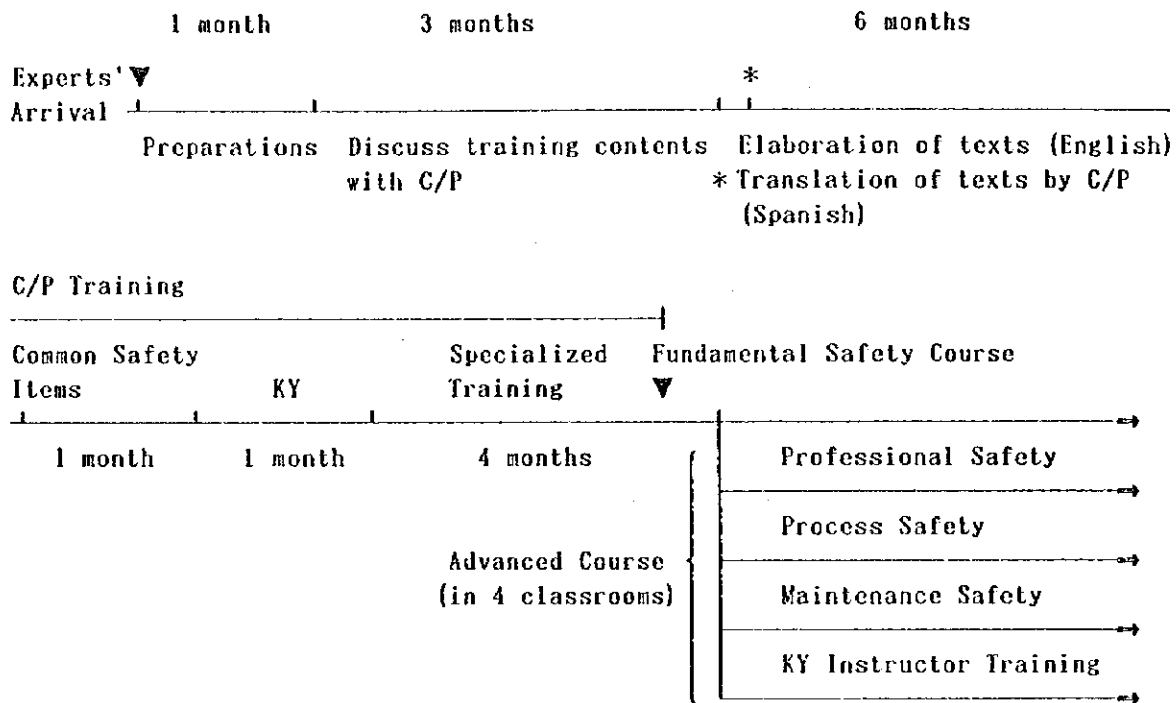 1 month 3 months 6 months
Experts' *
Arrival
Preparations Discuss training contents Elaboration of texts (English)
with C/P * Translation of texts by C/P
(Spanish)
C/P Training
Common Safety Specialized Fundamental Safety Course
Items KY Training
1 month 1 month 4 months Professional Safety
Process Safety
Advanced Course
(in 4 classrooms) Maintenance Safety
KY Instructor Training